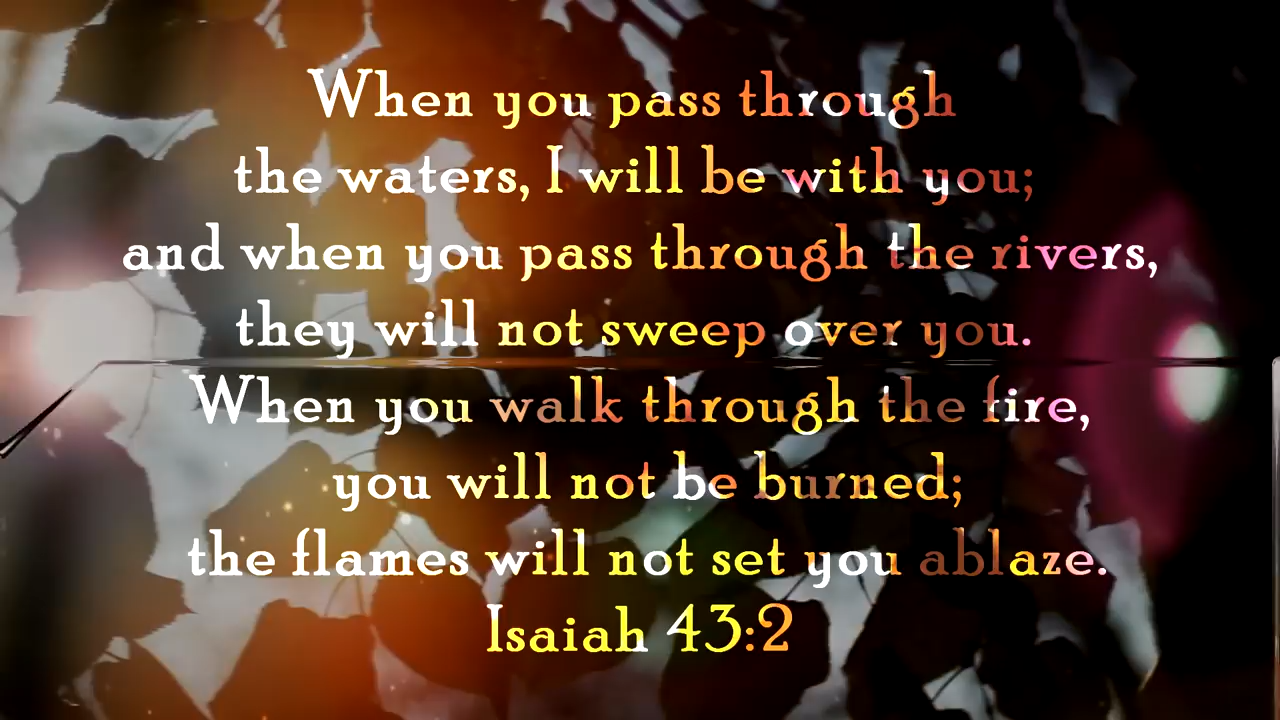 When you pass through
the waters, I will be with you;
and when you pass through the rivers,
they will not sweep over you.
When you walk through the fire,
you will not be burned;
the flames will not set you ablaze.
Isaiah 43:2